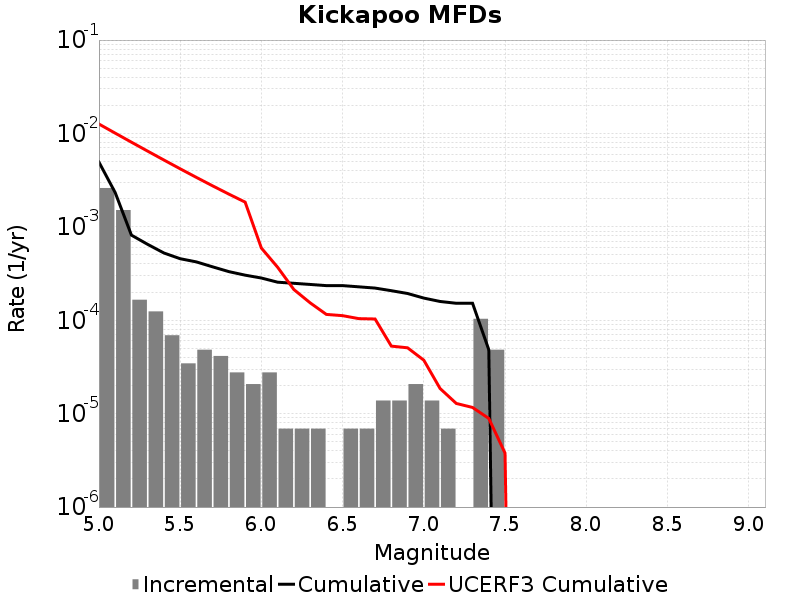 Kickapoo MFDs
10^-1
10^-2
10^-3
10^-4
10^-5
10^-6
Rate (1/yr)
5.0 5.5 6.0 6.5 7.0 7.5 8.0 8.5 9.0
Magnitude
Incremental Cumulative UCERF3 Cumulative